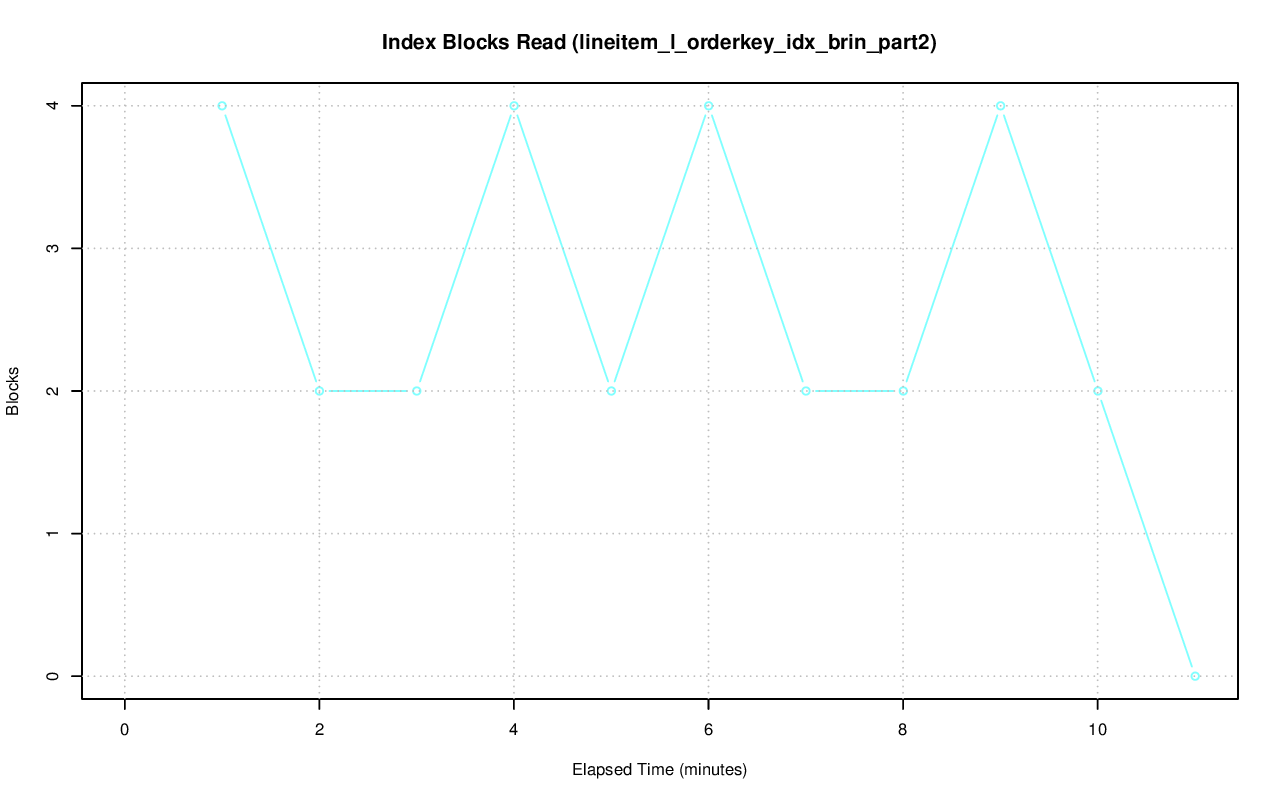 Index Blocks Read (lineitem_l_orderkey_idx_brin_part2)
Blocks
4
3
2
1
0
0 2 4 6 8 10
Elapsed Time (minutes)